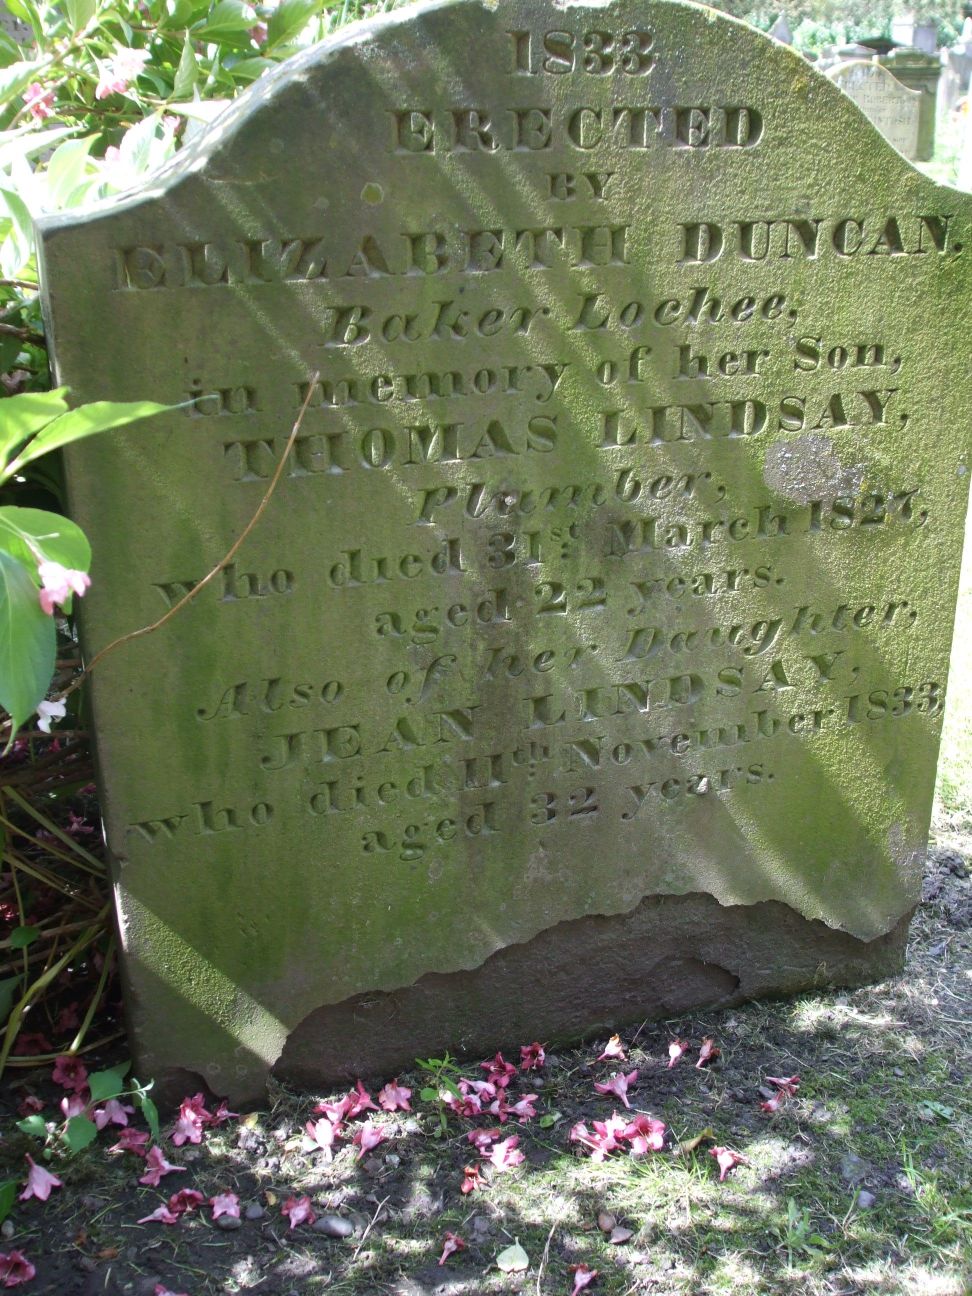 1833
ERECTED
BY
ELIZABETH DUNCAN.
Baker Lochee,
in memory of her Son,
THOMAS LINDSAY,
Plumber,
who died 31st. March 1827,
aged 22 years.
Also of her Daughter,
JEAN LINDSAY,
who died 11th. November 1833,
aged 32 years.